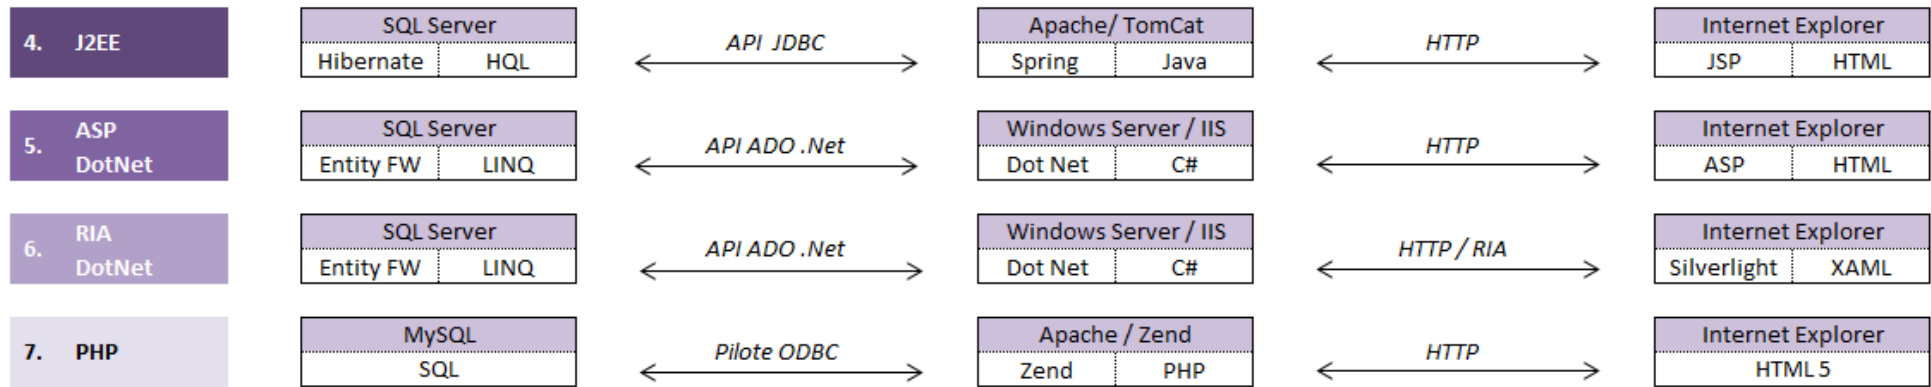 4. J2EE
SQL Server
Hibernate HQL
API JDBC
Apache/ TomCat
Spring Java
HTTP
Internet Explorer
JSP HTML
5. ASP
DotNet
SQL Server
Entity FW LINQ
API ADO .Net
Windows Server / IIS
Dot Net C#
HTTP
Internet Explorer
ASP HTML
6. RIA
DotNet
SQL Server
Entity FW LINQ
API ADO .Net
Windows Server / IIS
Dot Net C#
HTTP / RIA
Internet Explorer
Silverlight XAML
7. PHP
MySQL
SQL
Pilote ODBC
Apache / Zend
Zend PHP
HTTP
Internet Explorer
HTML 5